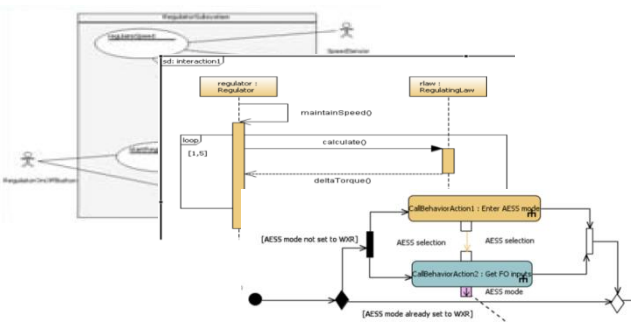 RegulatorSubsystem
regulateSpeed
SpeedSensor
sd: interaction1
regulator :
Regulator
rlaw :
RegulatingLaw
maintainSpeed()
loop
[1,5]
calculate()
deltaTorque()
RegulatorOnOffButton
CallBehaviorAction1 : Enter AESS mode
[AESS mode not set to WXR]
AESS selection
AESS selection
CallBehaviorAction2 : Get FO inputs
AESS mode
[AESS mode already set to WXR]